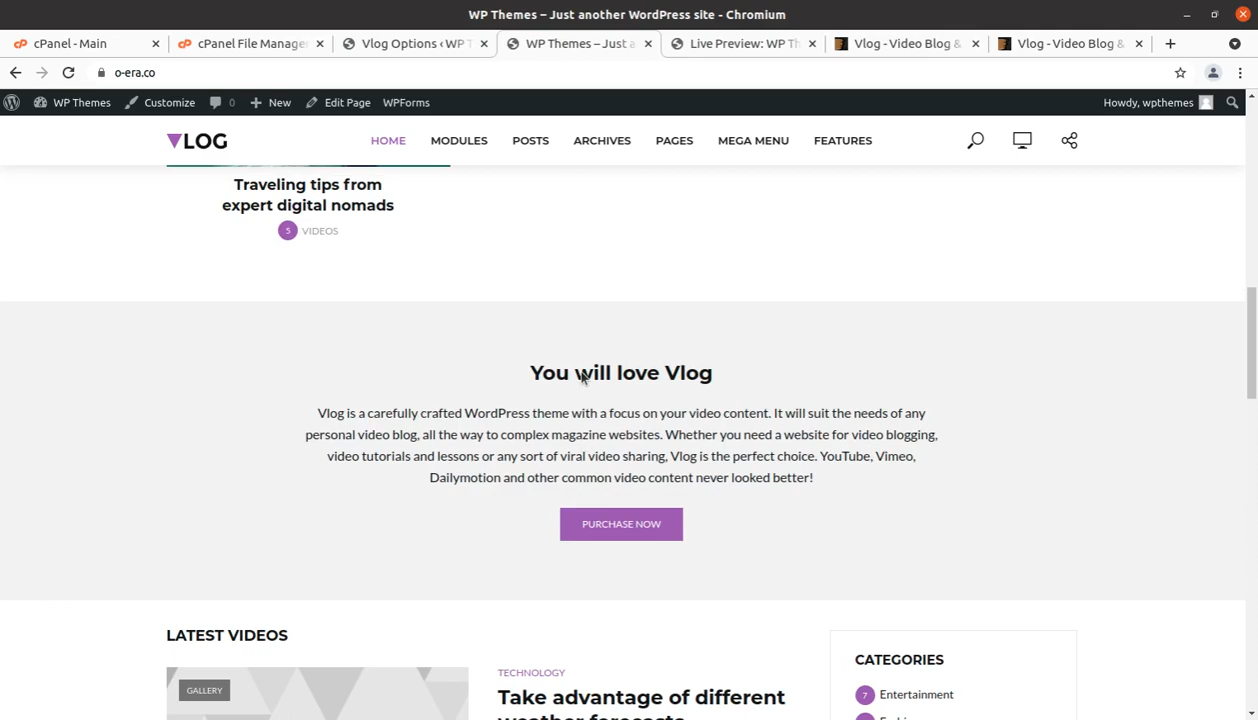 WP Themes – Just another WordPress site - Chromium
cPanel - Main
cPanel File Manage
Vlog Options ‹ WP T
WP Themes – Just a
Live Preview: WP Th
Vlog - Video Blog &
Vlog - Video Blog &
o-era.co
WP Themes
Customize
0
New
Edit Page
WPForms
Howdy, wpthemes
VLOG
HOME
MODULES
POSTS
ARCHIVES
PAGES
MEGA MENU
FEATURES
Traveling tips from
expert digital nomads
5 VIDEOS
You will love Vlog
Vlog is a carefully crafted WordPress theme with a focus on your video content. It will suit the needs of any
personal video blog, all the way to complex magazine websites. Whether you need a website for video blogging,
video tutorials and lessons or any sort of viral video sharing, Vlog is the perfect choice. YouTube, Vimeo,
Dailymotion and other common video content never looked better!
PURCHASE NOW
LATEST VIDEOS
GALLERY
TECHNOLOGY
Take advantage of different
weather forecasts
CATEGORIES
7 Entertainment